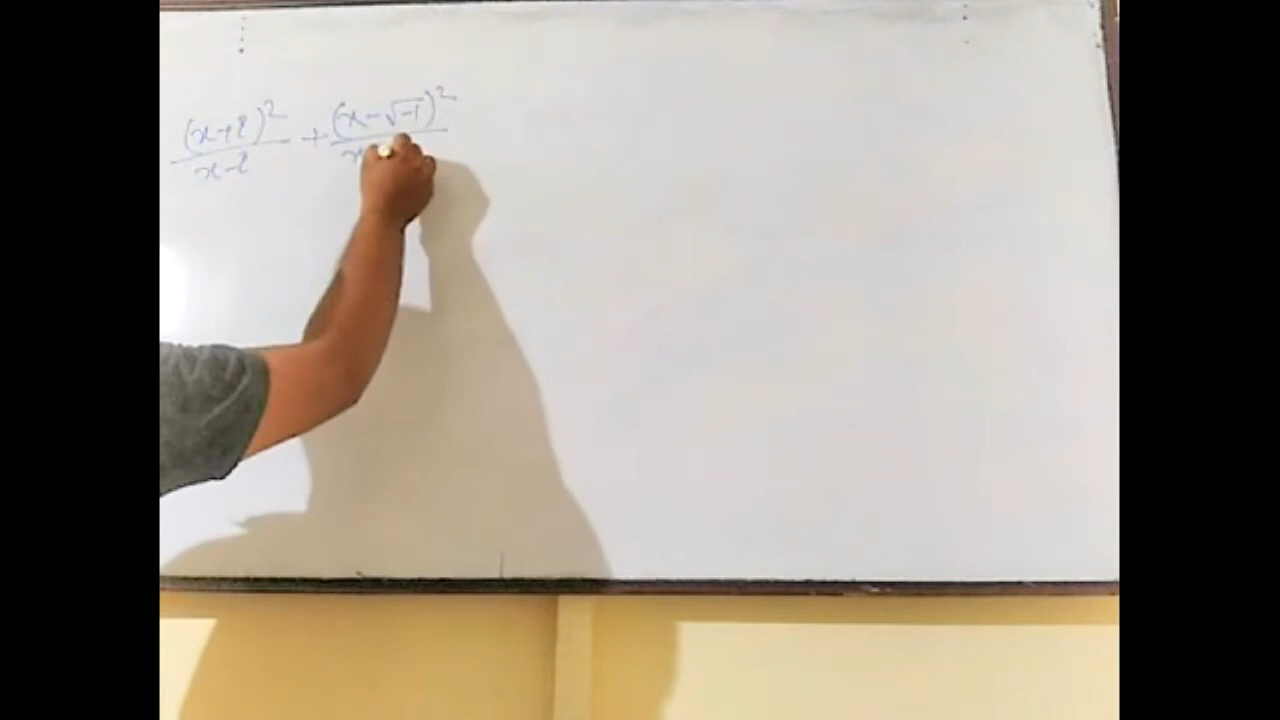 (x+i)²/x-i + (x-√-1)²/x